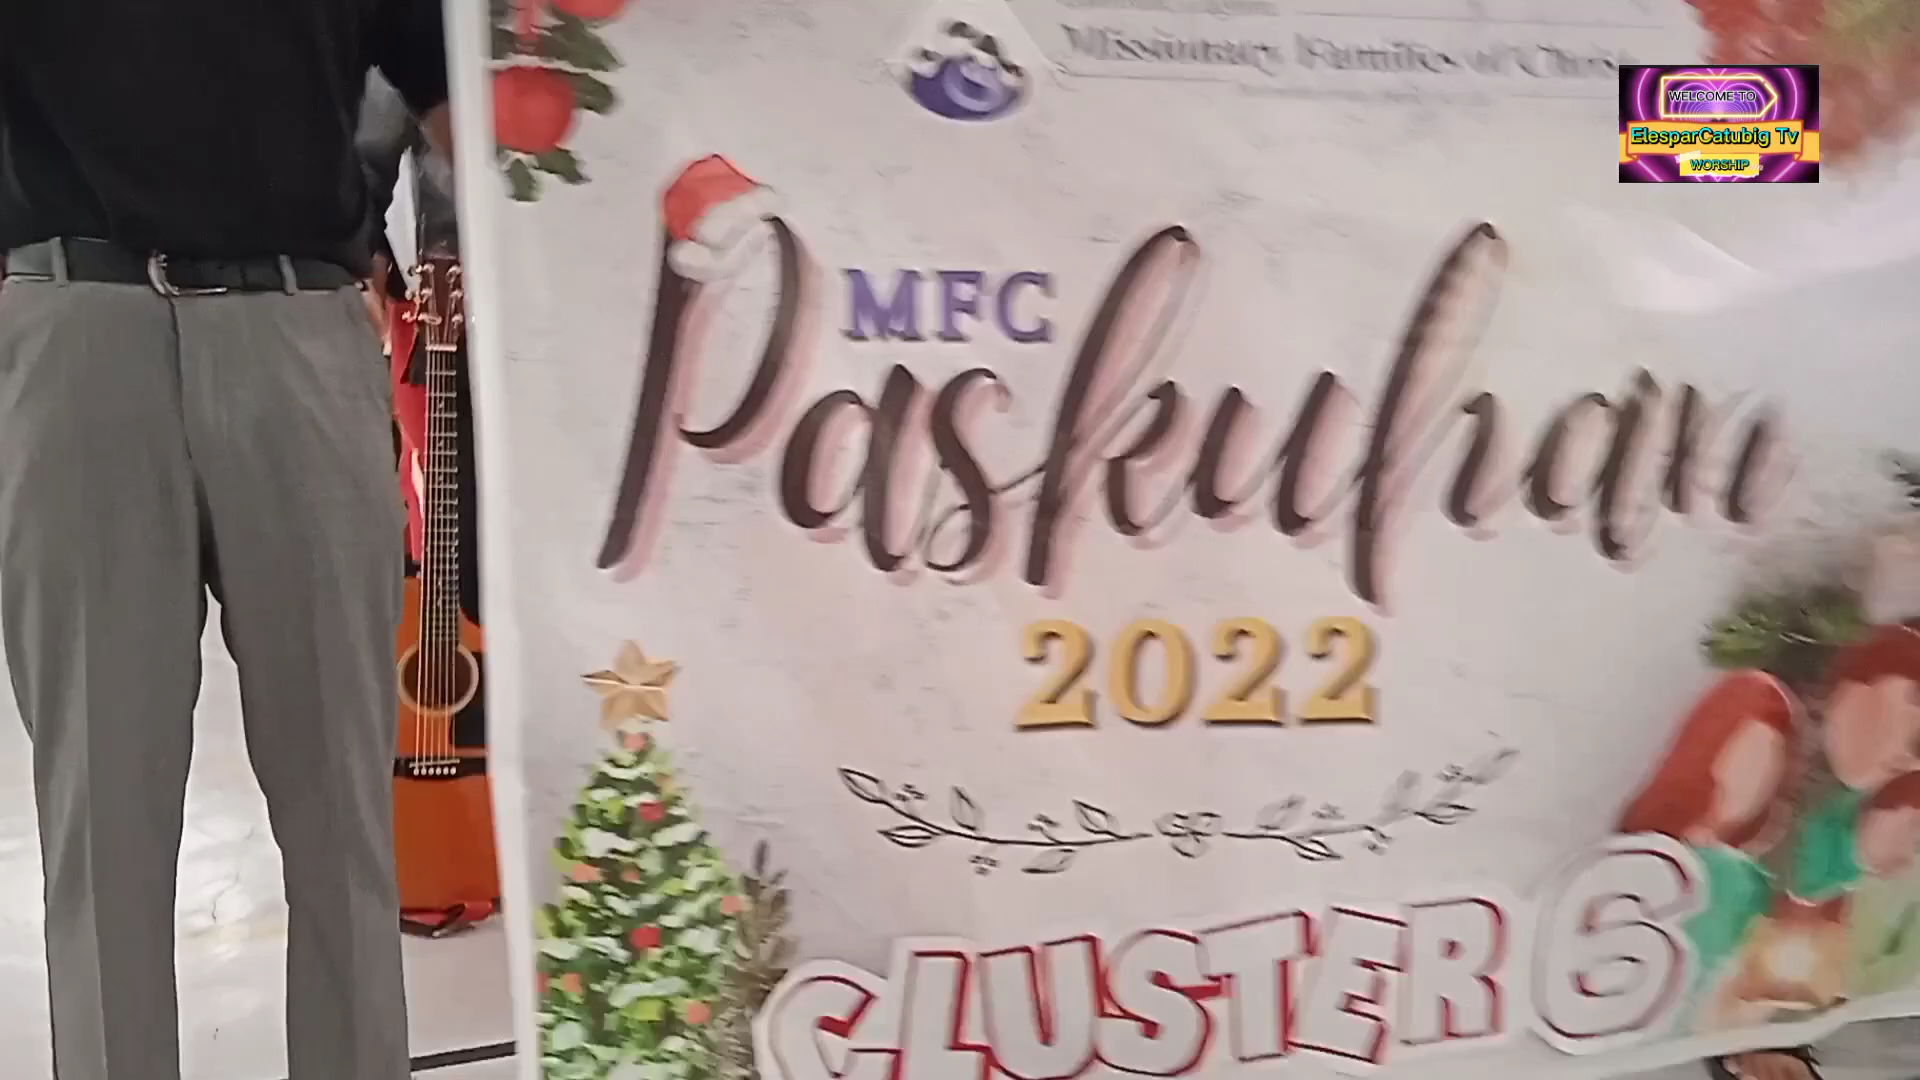 Missionary Families of Christ
WELCOME TO
ElesparCatubig Tv
WORSHIP
MFC
Paskuhan
2022
CLUSTER 6